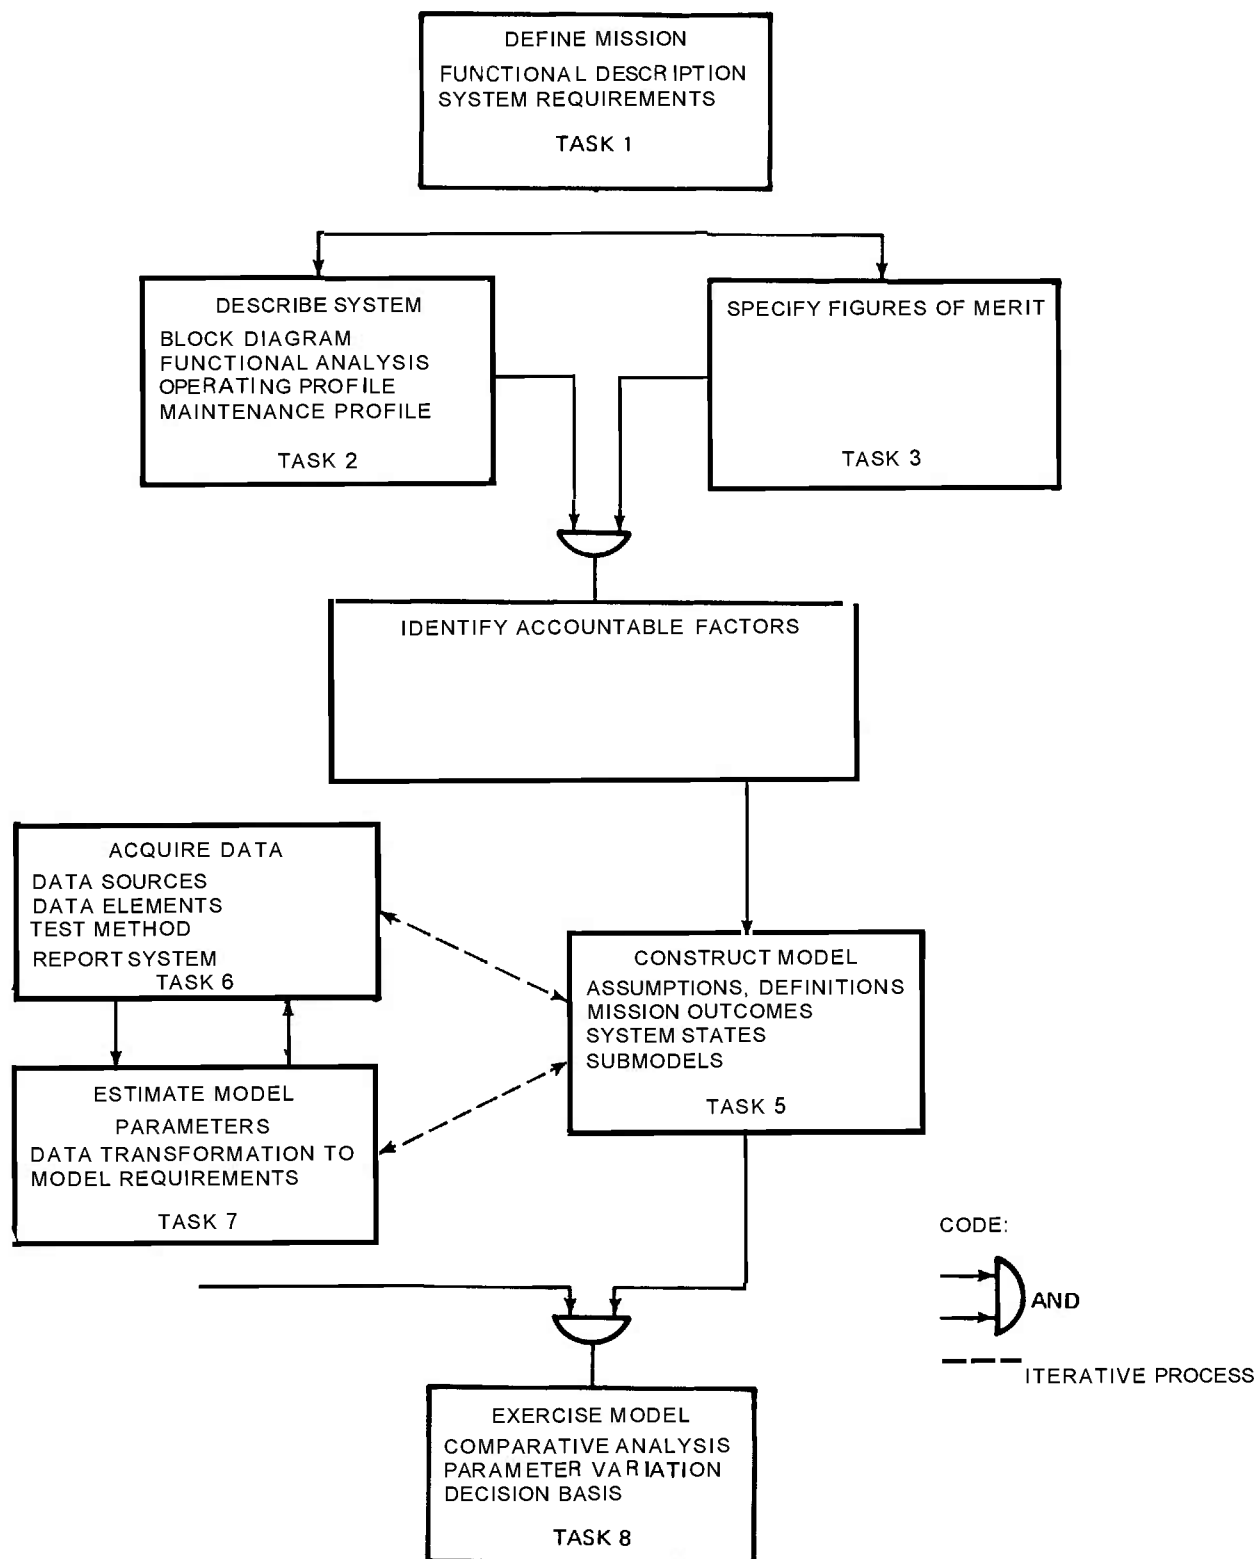 DEFINE MISSION
FUNCTIONAL DESCRIPTION
SYSTEM REQUIREMENTS
TASK 1
DESCRIBE SYSTEM
BLOCK DIAGRAM
FUNCTIONAL ANALYSIS
OPERATING PROFILE
MAINTENANCE PROFILE
TASK 2
SPECIFY FIGURES OF MERIT
TASK 3
IDENTIFY ACCOUNTABLE FACTORS
ACQUIRE DATA
DATA SOURCES
DATA ELEMENTS
TEST METHOD
REPORT SYSTEM
TASK 6
CONSTRUCT MODEL
ASSUMPTIONS, DEFINITIONS
MISSION OUTCOMES
SYSTEM STATES
SUBMODELS
TASK 5
ESTIMATE MODEL
PARAMETERS
DATA TRANSFORMATION TO
MODEL REQUIREMENTS
TASK 7
CODE:
AND
ITERATIVE PROCESS
EXERCISE MODEL
COMPARATIVE ANALYSIS
PARAMETER VARIATION
DECISION BASIS
TASK 8